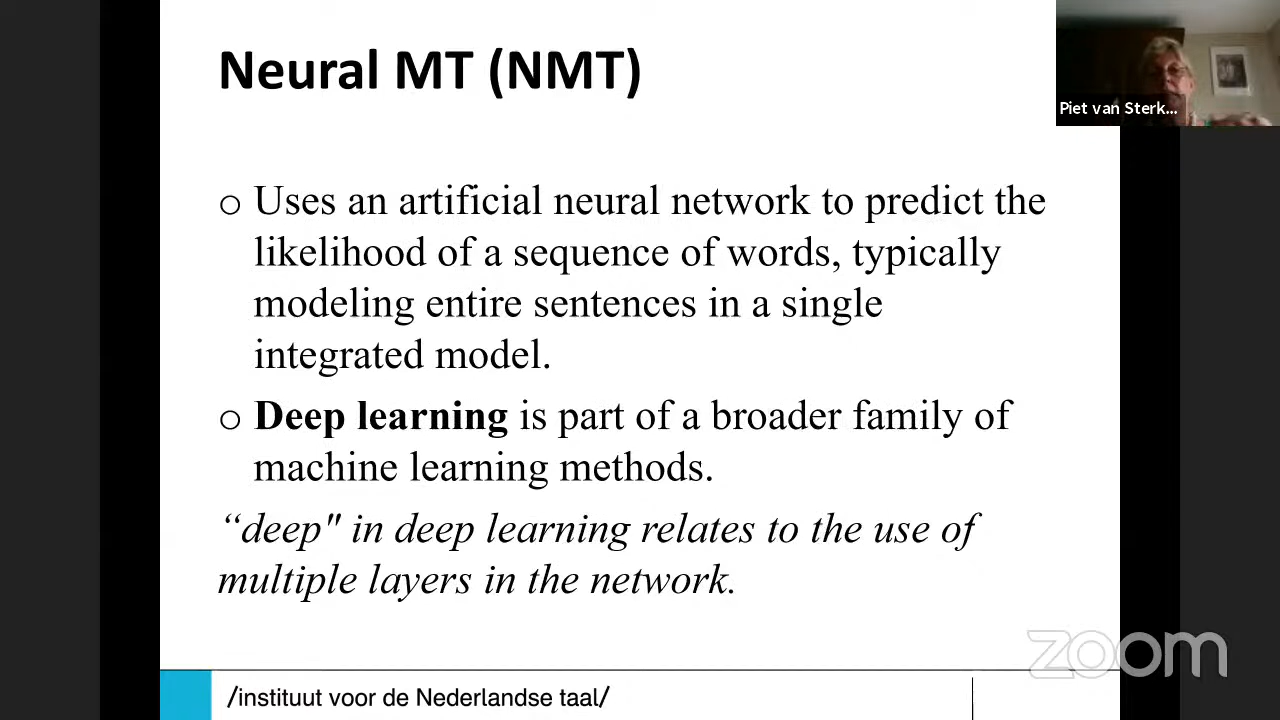 Neural MT (NMT)
Piet van Sterk...
o Uses an artificial neural network to predict the
likelihood of a sequence of words, typically
modeling entire sentences in a single
integrated model.
o Deep learning is part of a broader family of
machine learning methods.
“deep" in deep learning relates to the use of
multiple layers in the network.
zoom
/instituut voor de Nederlandse taal/